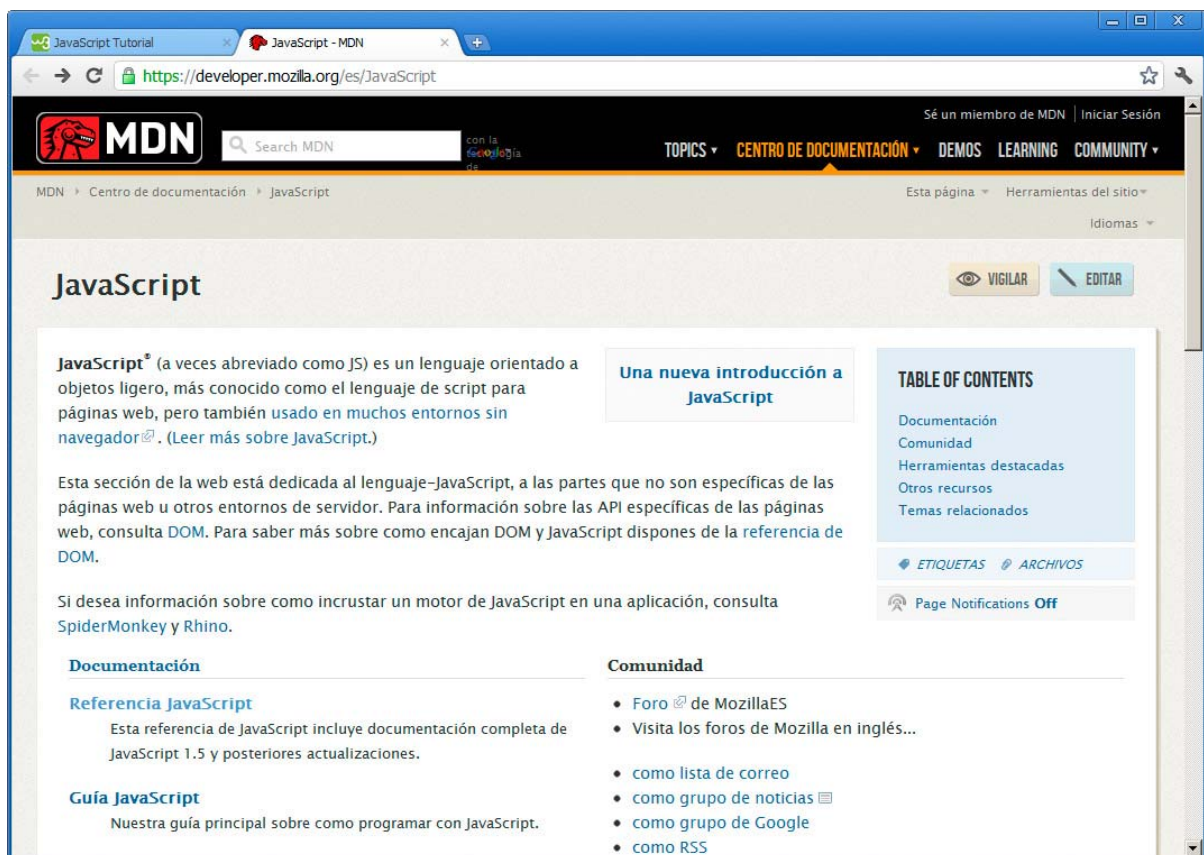 JavaScript Tutorial
JavaScript - MDN
https://developer.mozilla.org/es/JavaScript
Sé un miembro de MDN | Iniciar Sesión
MDN
Search MDN
con la
tecnología
de
TOPICS
CENTRO DE DOCUMENTACIÓN
DEMOS
LEARNING
COMMUNITY
MDN
Centro de documentación
JavaScript
Esta página
Herramientas del sitio
Idiomas
JavaScript
VIGILAR
EDITAR
JavaScript® (a veces abreviado como JS) es un lenguaje orientado a
objetos ligero, más conocido como el lenguaje de script para
páginas web, pero también usado en muchos entornos sin
navegador. (Leer más sobre JavaScript.)
Una nueva introducción a
JavaScript
Esta sección de la web está dedicada al lenguaje-JavaScript, a las partes que no son específicas de las
páginas web u otros entornos de servidor. Para información sobre las API específicas de las páginas
web, consulta DOM. Para saber más sobre como encajan DOM y JavaScript dispones de la referencia de
DOM.
Si desea información sobre como incrustar un motor de JavaScript en una aplicación, consulta
SpiderMonkey y Rhino.
TABLE OF CONTENTS
Documentación
Comunidad
Herramientas destacadas
Otros recursos
Temas relacionados
ETIQUETAS
ARCHIVOS
Page Notifications Off
Documentación
Referencia JavaScript
Esta referencia de JavaScript incluye documentación completa de
JavaScript 1.5 y posteriores actualizaciones.
Guía JavaScript
Nuestra guía principal sobre como programar con JavaScript.
Comunidad
• Foro de MozillaES
• Visita los foros de Mozilla en inglés...
• como lista de correo
• como grupo de noticias
• como grupo de Google
• como RSS